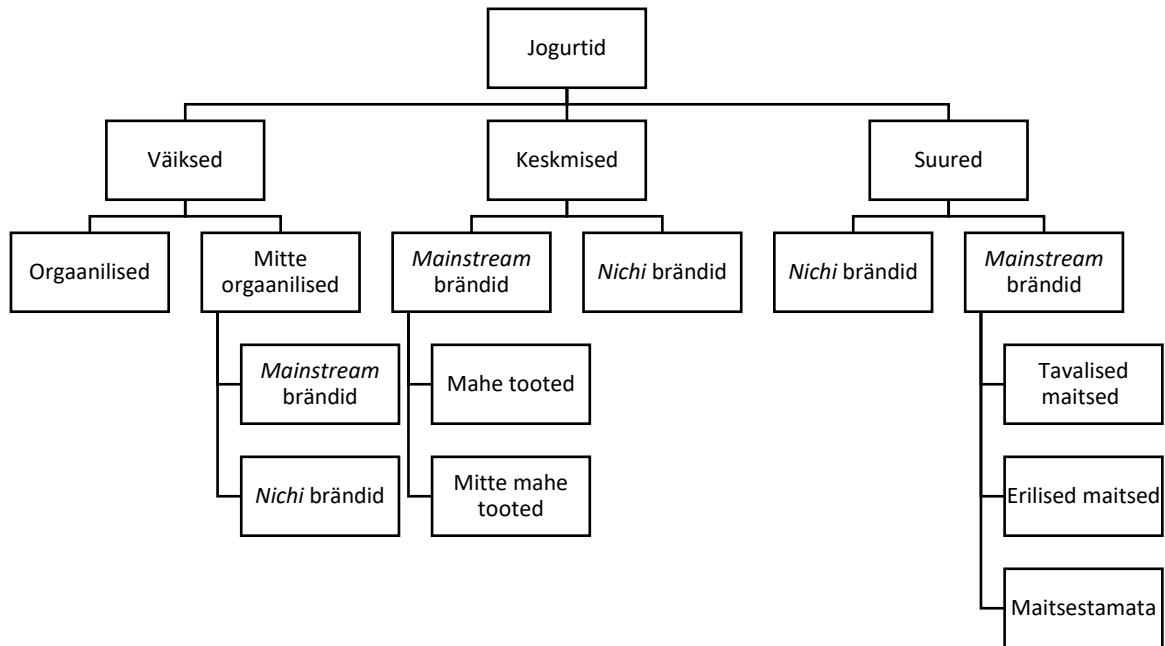 Jogurtid
Väiksed
Keskmised
Suured
Orgaanilised
Mitte
orgaanilised
Mainstream
brändid
Nichi brändid
Nichi brändid
Mainstream
brändid
Mainstream
brändid
Nichi brändid
Mahe tooted
Mitte mahe
tooted
Tavalised
maitsed
Erilised maitsed
Maitsestamata